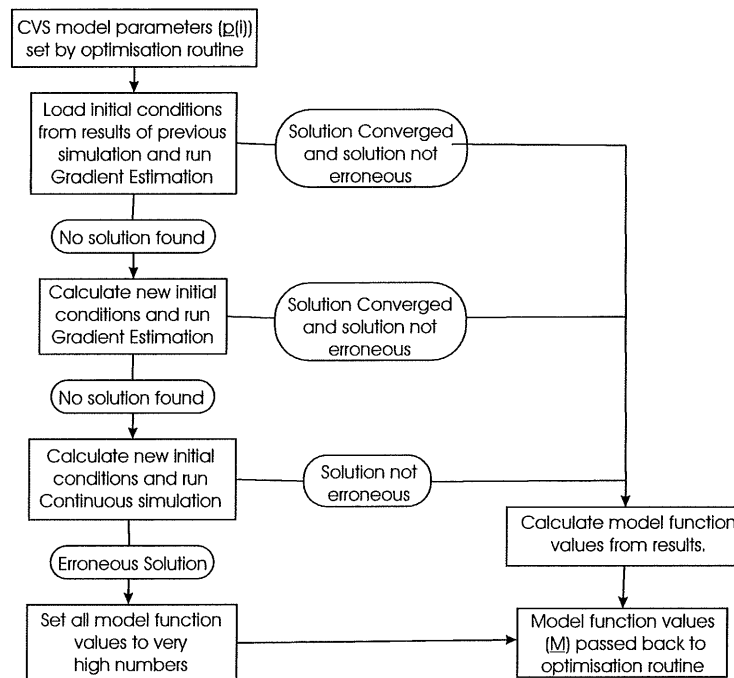 CVS model parameters (p(i))
set by optimisation routine
Load initial conditions
from results of previous
simulation and run
Gradient Estimation
Solution Converged
and solution not
erroneous
No solution found
Calculate new initial
conditions and run
Gradient Estimation
Solution Converged
and solution not
erroneous
No solution found
Calculate new initial
conditions and run
Continuous simulation
Solution not
erroneous
Calculate model function
values from results.
Erroneous Solution
Set all model function
values to very
high numbers
Model function values
(M) passed back to
optimisation routine